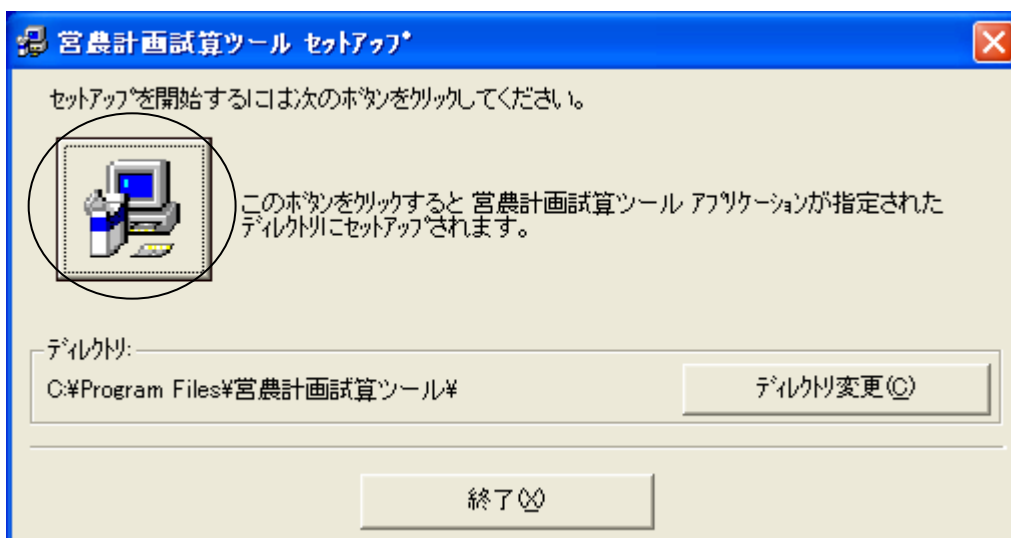 営農計画試算ツール ｾｯﾄｱｯﾌﾟ
ｾｯﾄｱｯﾌﾟを開始するには次のﾎﾞﾀﾝをｸﾘｯｸしてください。
このﾎﾞﾀﾝをｸﾘｯｸすると 営農計画試算ツール ｱﾌﾟﾘｹｰｼｮﾝが指定された
ﾃﾞｨﾚｸﾄﾘにｾｯﾄｱｯﾌﾟされます。
ﾃﾞｨﾚｸﾄﾘ:
C:¥Program Files¥営農計画試算ツール¥
ﾃﾞｨﾚｸﾄﾘ変更(C)
終了(X)